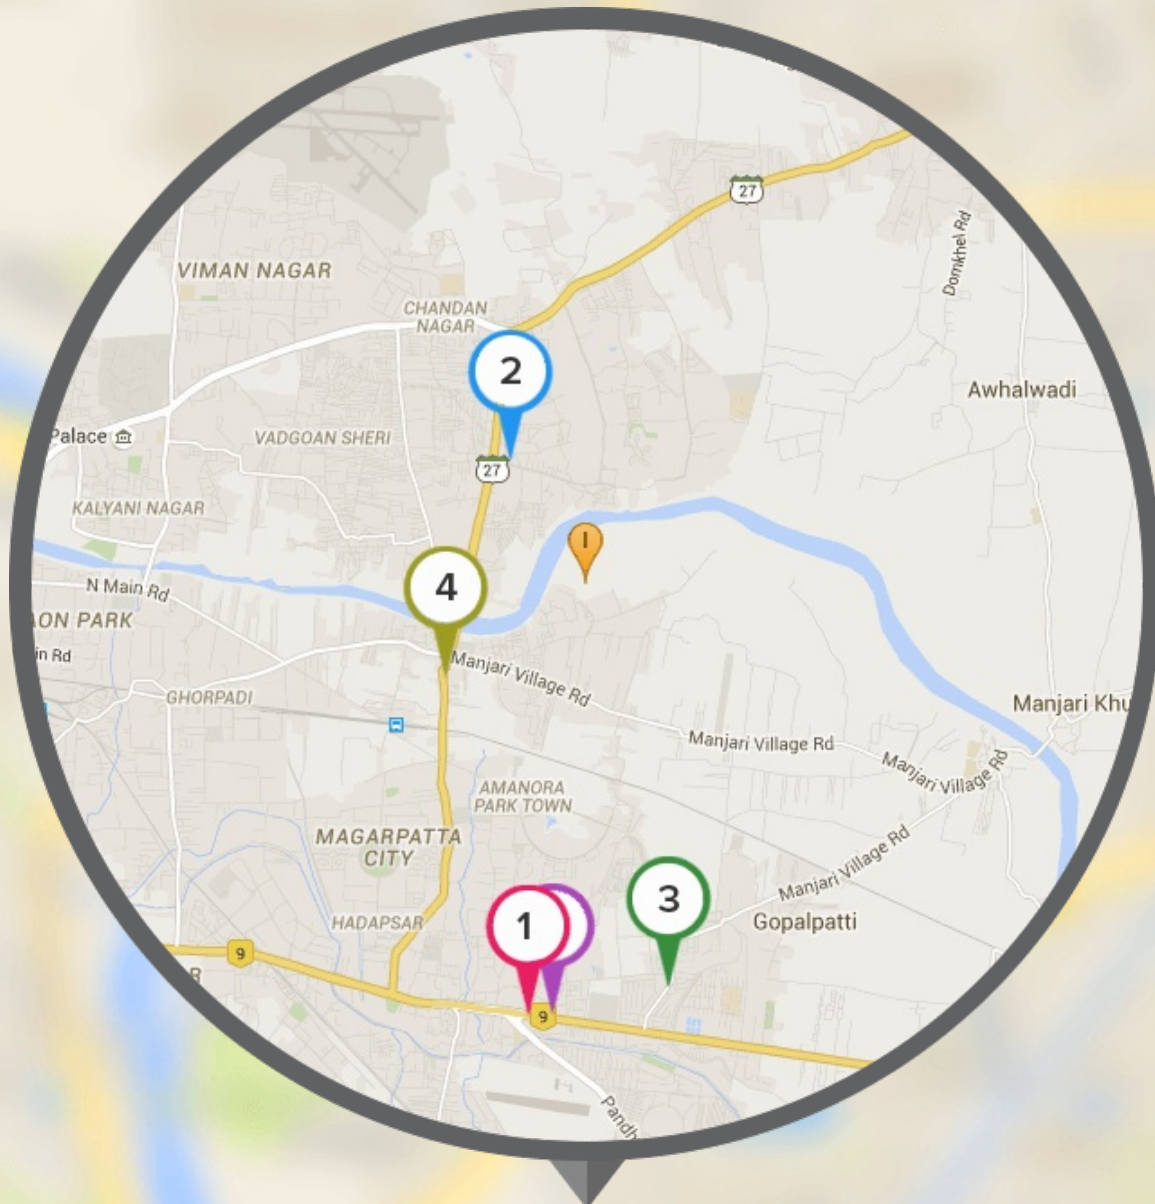 27
Domkhel Rd
VIMAN NAGAR
CHANDAN
NAGAR
2
Awhalwadi
Palace
VADGOAN SHERI
27
KALYANI NAGAR
I
N Main Rd
4
AON PARK
in Rd
Manjari Village Rd
GHORPADI
Manjari Khu
Manjari Village Rd
Manjari Village Rd
AMANORA
PARK TOWN
MAGARPATTA
CITY
Manjari Village Rd
3
HADAPSAR
1
Gopalpatti
9
R
9
Pandh